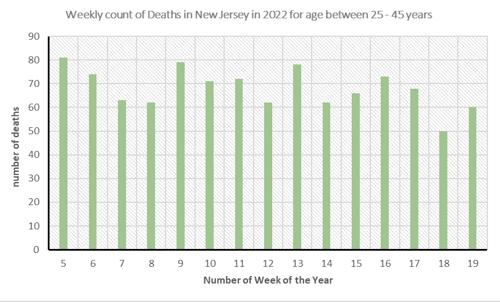 Weekly count of Deaths in New Jersey in 2022 for age between 25 - 45 years
90
80
70
60
50
40
30
20
10
0
number of deaths
5 6 7 8 9 10 11 12 13 14 15 16 17 18 19
Number of Week of the Year